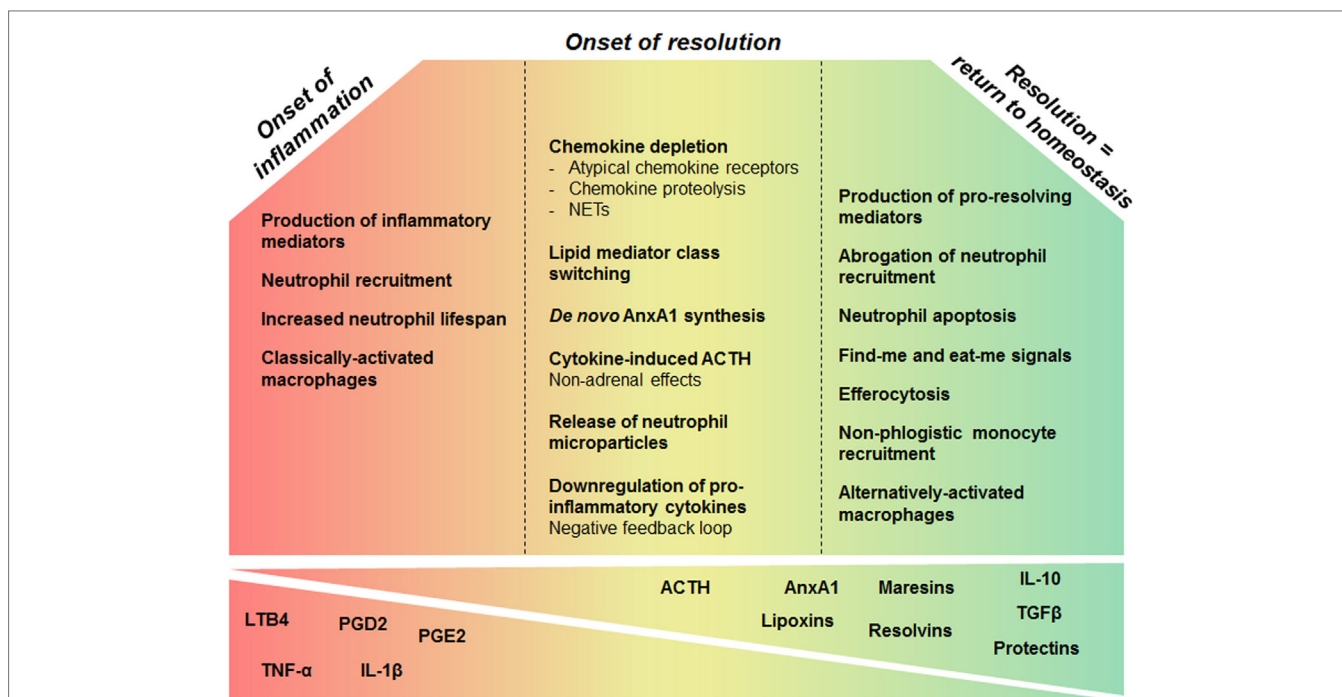 Onset of resolution
Onset of
inflammation
Resolution =
return to homeostasis
Production of inflammatory
mediators
Neutrophil recruitment
Increased neutrophil lifespan
Classically-activated
macrophages
Chemokine depletion
- Atypical chemokine receptors
- Chemokine proteolysis
- NETs
Lipid mediator class
switching
De novo AnxA1 synthesis
Cytokine-induced ACTH
Non-adrenal effects
Release of neutrophil
microparticles
Downregulation of pro-
inflammatory cytokines
Negative feedback loop
Production of pro-resolving
mediators
Abrogation of neutrophil
recruitment
Neutrophil apoptosis
Find-me and eat-me signals
Efferocytosis
Non-phlogistic monocyte
recruitment
Alternatively-activated
macrophages
ACTH
AnxA1
Lipoxins
Maresins
Resolvins
IL-10
TGFβ
Protectins
LTB4
PGD2
PGE2
TNF-α
IL-1β